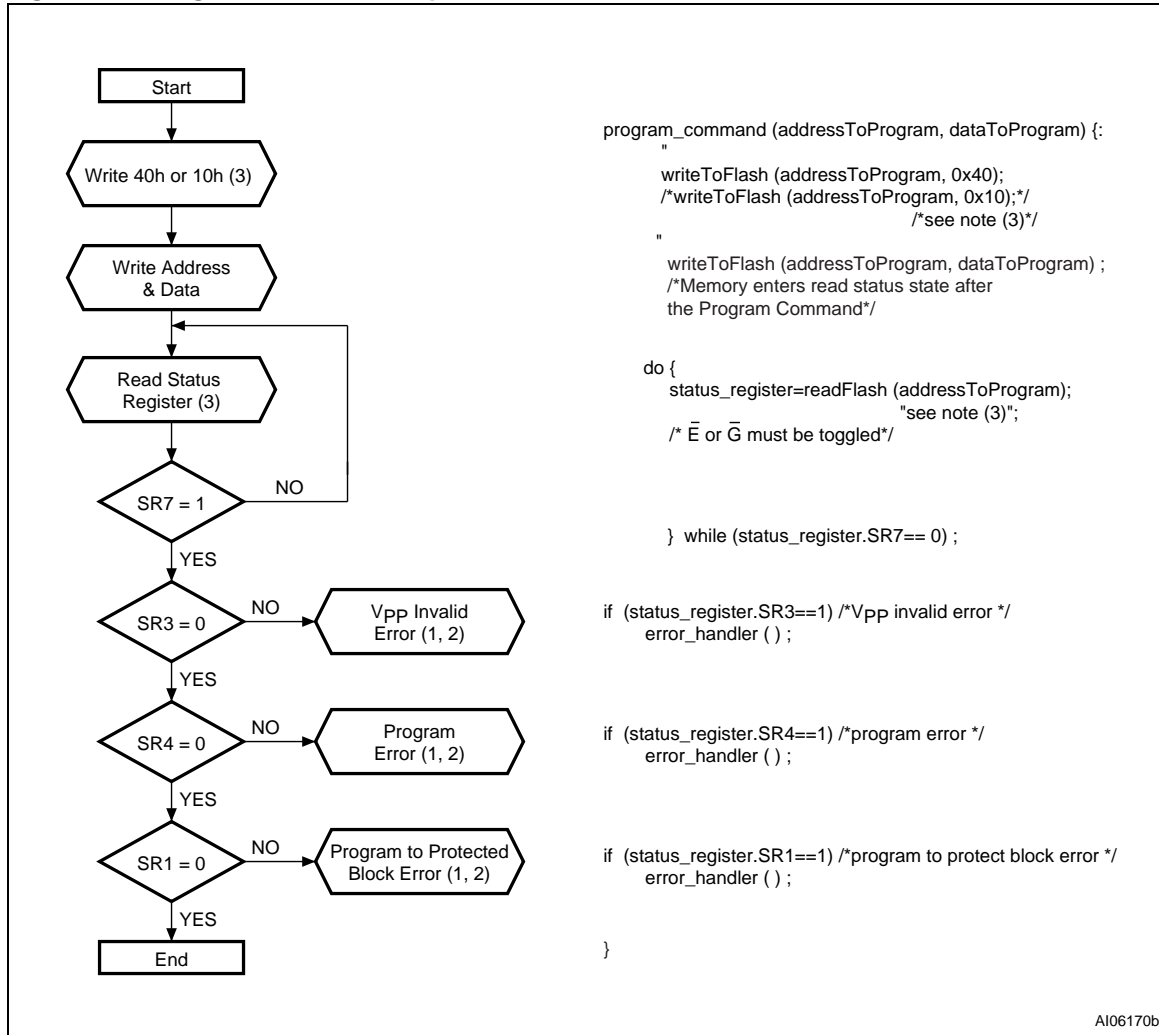 Start
Write 40h or 10h (3)
Write Address
& Data
Read Status
Register (3)
SR7 = 1
NO
YES
SR3 = 0
NO
VPP Invalid
Error (1, 2)
YES
SR4 = 0
NO
Program
Error (1, 2)
YES
SR1 = 0
NO
Program to Protected
Block Error (1, 2)
YES
End
program_command (addressToProgram, dataToProgram) {:
"
writeToFlash (addressToProgram, 0x40);
/*writeToFlash (addressToProgram, 0x10);*/
/*see note (3)*/
"
writeToFlash (addressToProgram, dataToProgram) ;
/*Memory enters read status state after
the Program Command*/
do {
status_register=readFlash (addressToProgram);
"see note (3)";
/* E̅ or G̅ must be toggled*/
} while (status_register.SR7== 0) ;
if (status_register.SR3==1) /*VPP invalid error */
error_handler ( ) ;
if (status_register.SR4==1) /*program error */
error_handler ( ) ;
if (status_register.SR1==1) /*program to protect block error */
error_handler ( ) ;
}
AI06170b